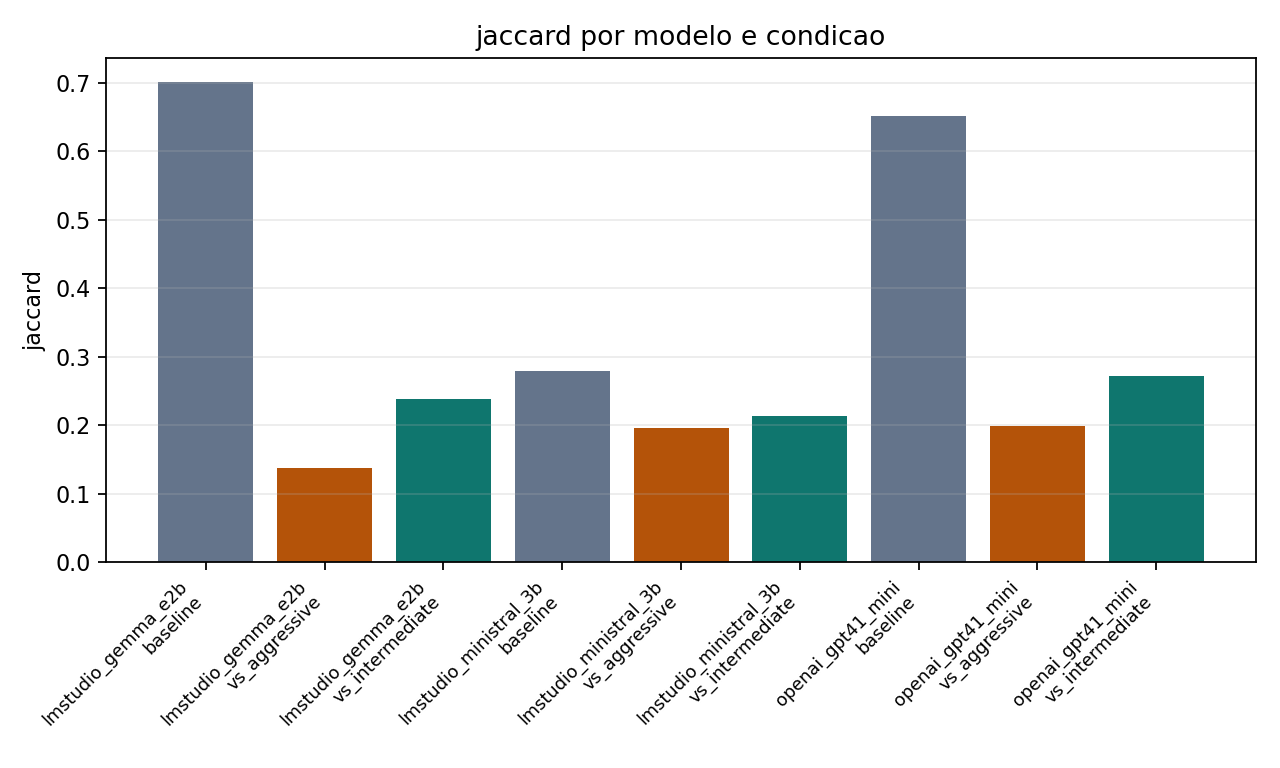 jaccard por modelo e condicao
jaccard
0.7
0.6
0.5
0.4
0.3
0.2
0.1
0.0
lmstudio_gemma_e2b
baseline
lmstudio_gemma_e2b
vs_aggressive
lmstudio_gemma_e2b
vs_intermediate
lmstudio_ministral_3b
baseline
lmstudio_ministral_3b
vs_aggressive
lmstudio_ministral_3b
vs_intermediate
openai_gpt41_mini
baseline
openai_gpt41_mini
vs_aggressive
openai_gpt41_mini
vs_intermediate